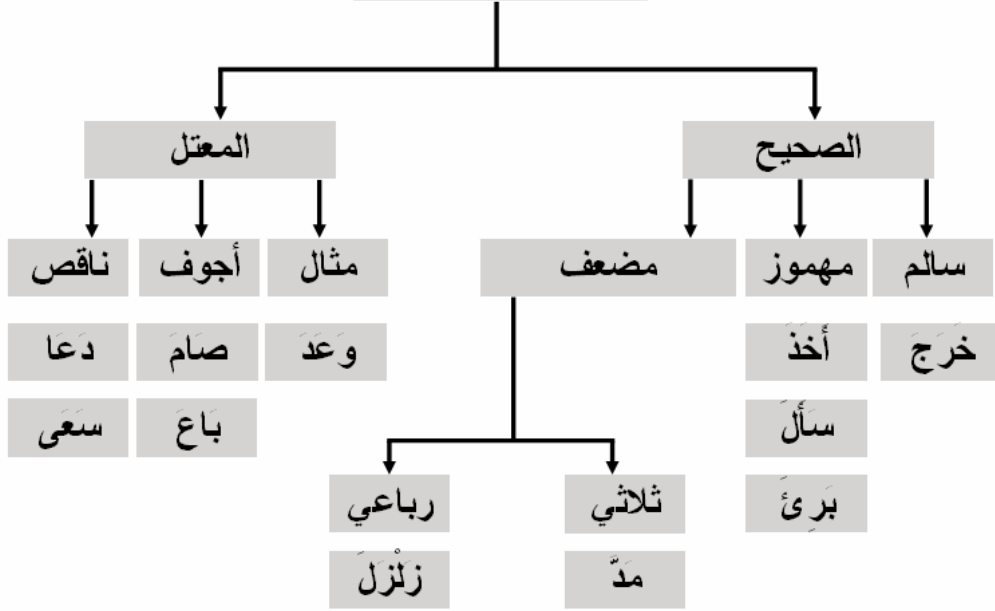 الصحيح
المعتل
سالم
مهموز
مضعف
مثال
أجوف
ناقص
خَرَجَ
أَخَذَ
وَعَدَ
صَامَ
دَعَا
سَأَلَ
بَاعَ
سَعَى
ثلاثي
رباعي
بَرِئَ
مَدَّ
زَلْزَلَ